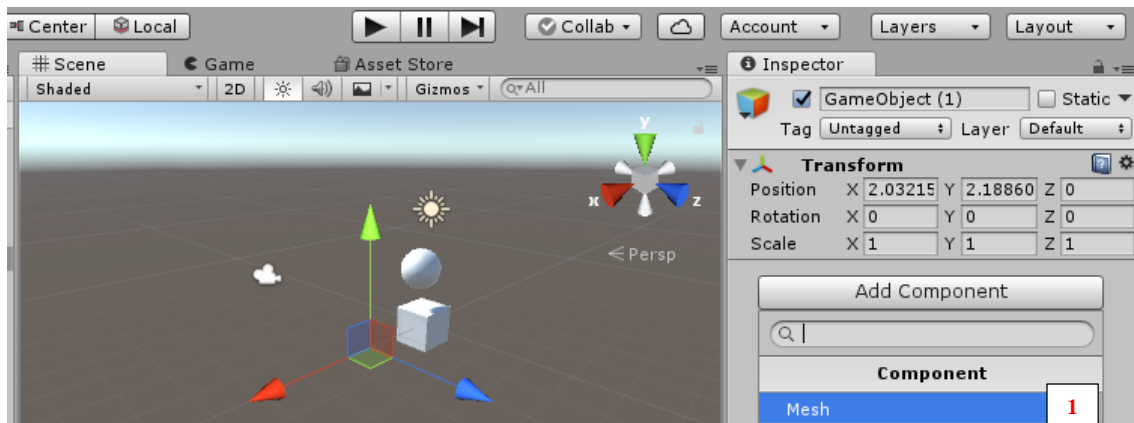 Center Local Collab Account Layers Layout
Scene Game Asset Store Inspector
Shaded 2D Gizmos All
GameObject (1) Static
Tag Untagged Layer Default
Transform
Position X 2.03215 Y 2.18860 Z 0
Rotation X 0 Y 0 Z 0
Scale X 1 Y 1 Z 1
y
x z
Persp
Add Component
Component
Mesh 1